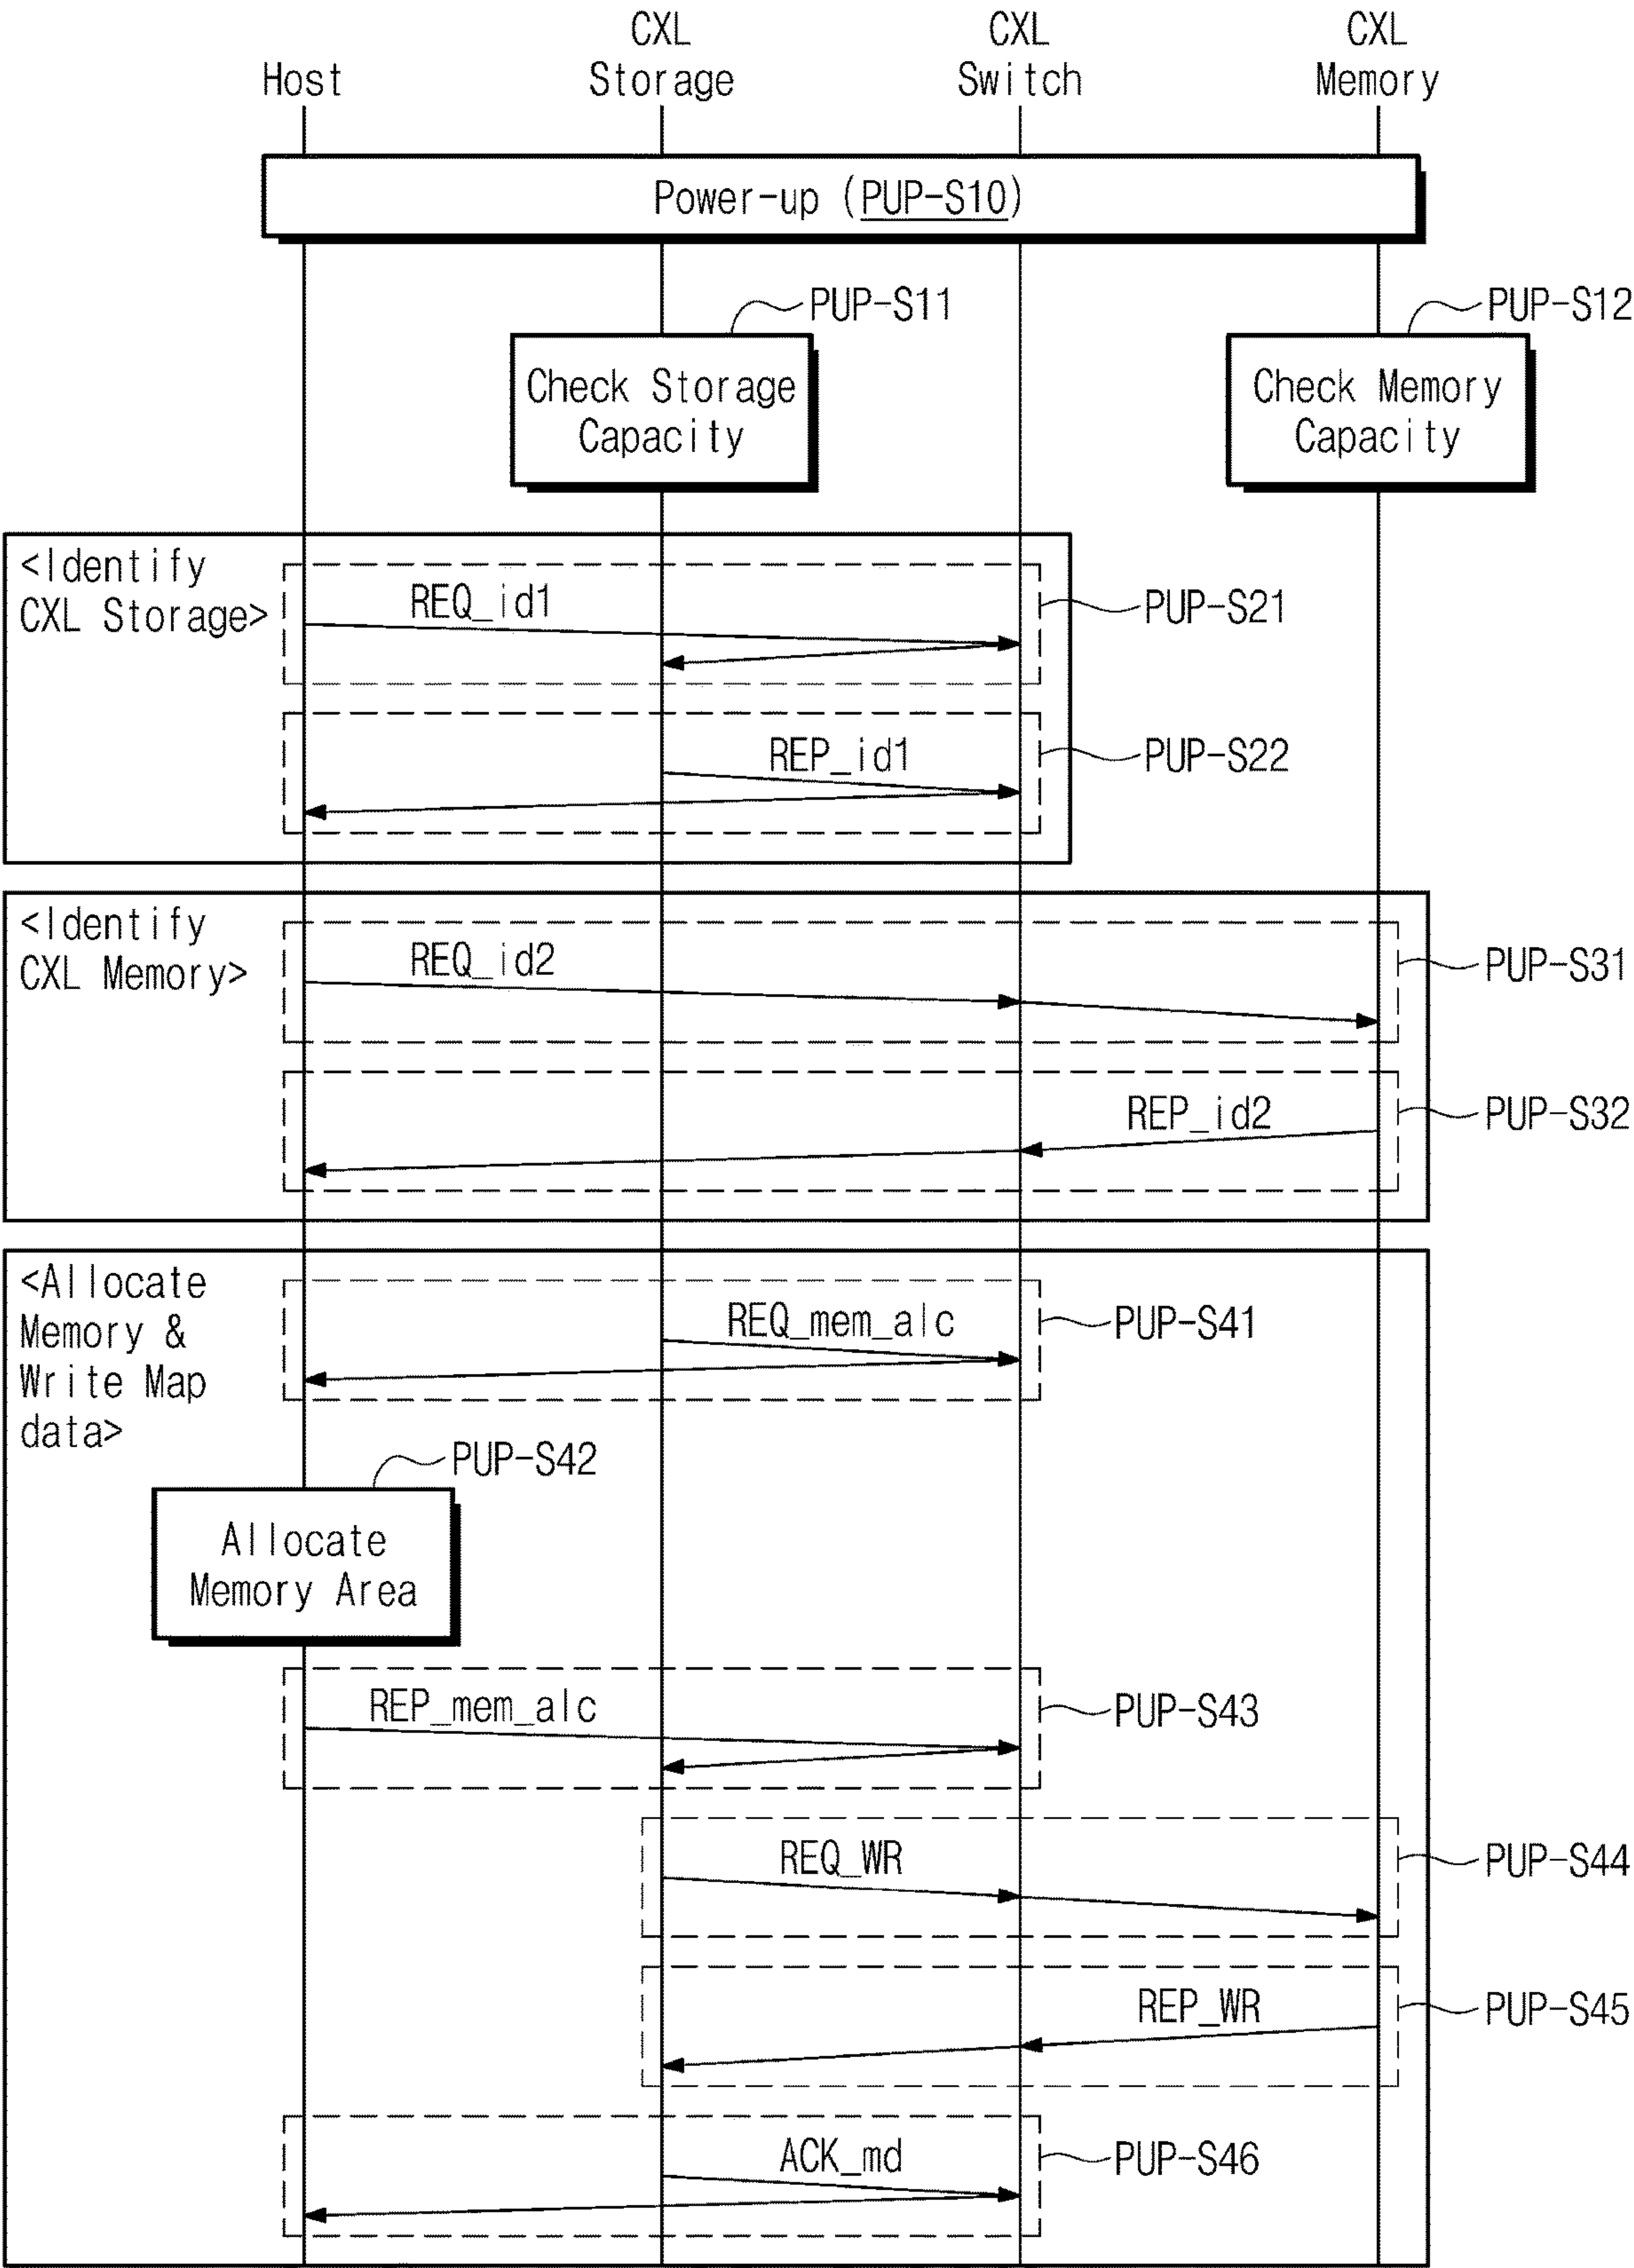 CXL CXL CXL
Host Storage Switch Memory
Power-up (PUP-S10)
PUP-S11 PUP-S12
Check Storage
Capacity
Check Memory
Capacity
<Identify
CXL Storage>
REQ_id1
PUP-S21
REP_id1
PUP-S22
<Identify
CXL Memory>
REQ_id2
PUP-S31
REP_id2
PUP-S32
<Allocate
Memory &
Write Map
data>
REQ_mem_alc
PUP-S41
PUP-S42
Allocate
Memory Area
REP_mem_alc
PUP-S43
REQ_WR
PUP-S44
REP_WR
PUP-S45
ACK_md
PUP-S46